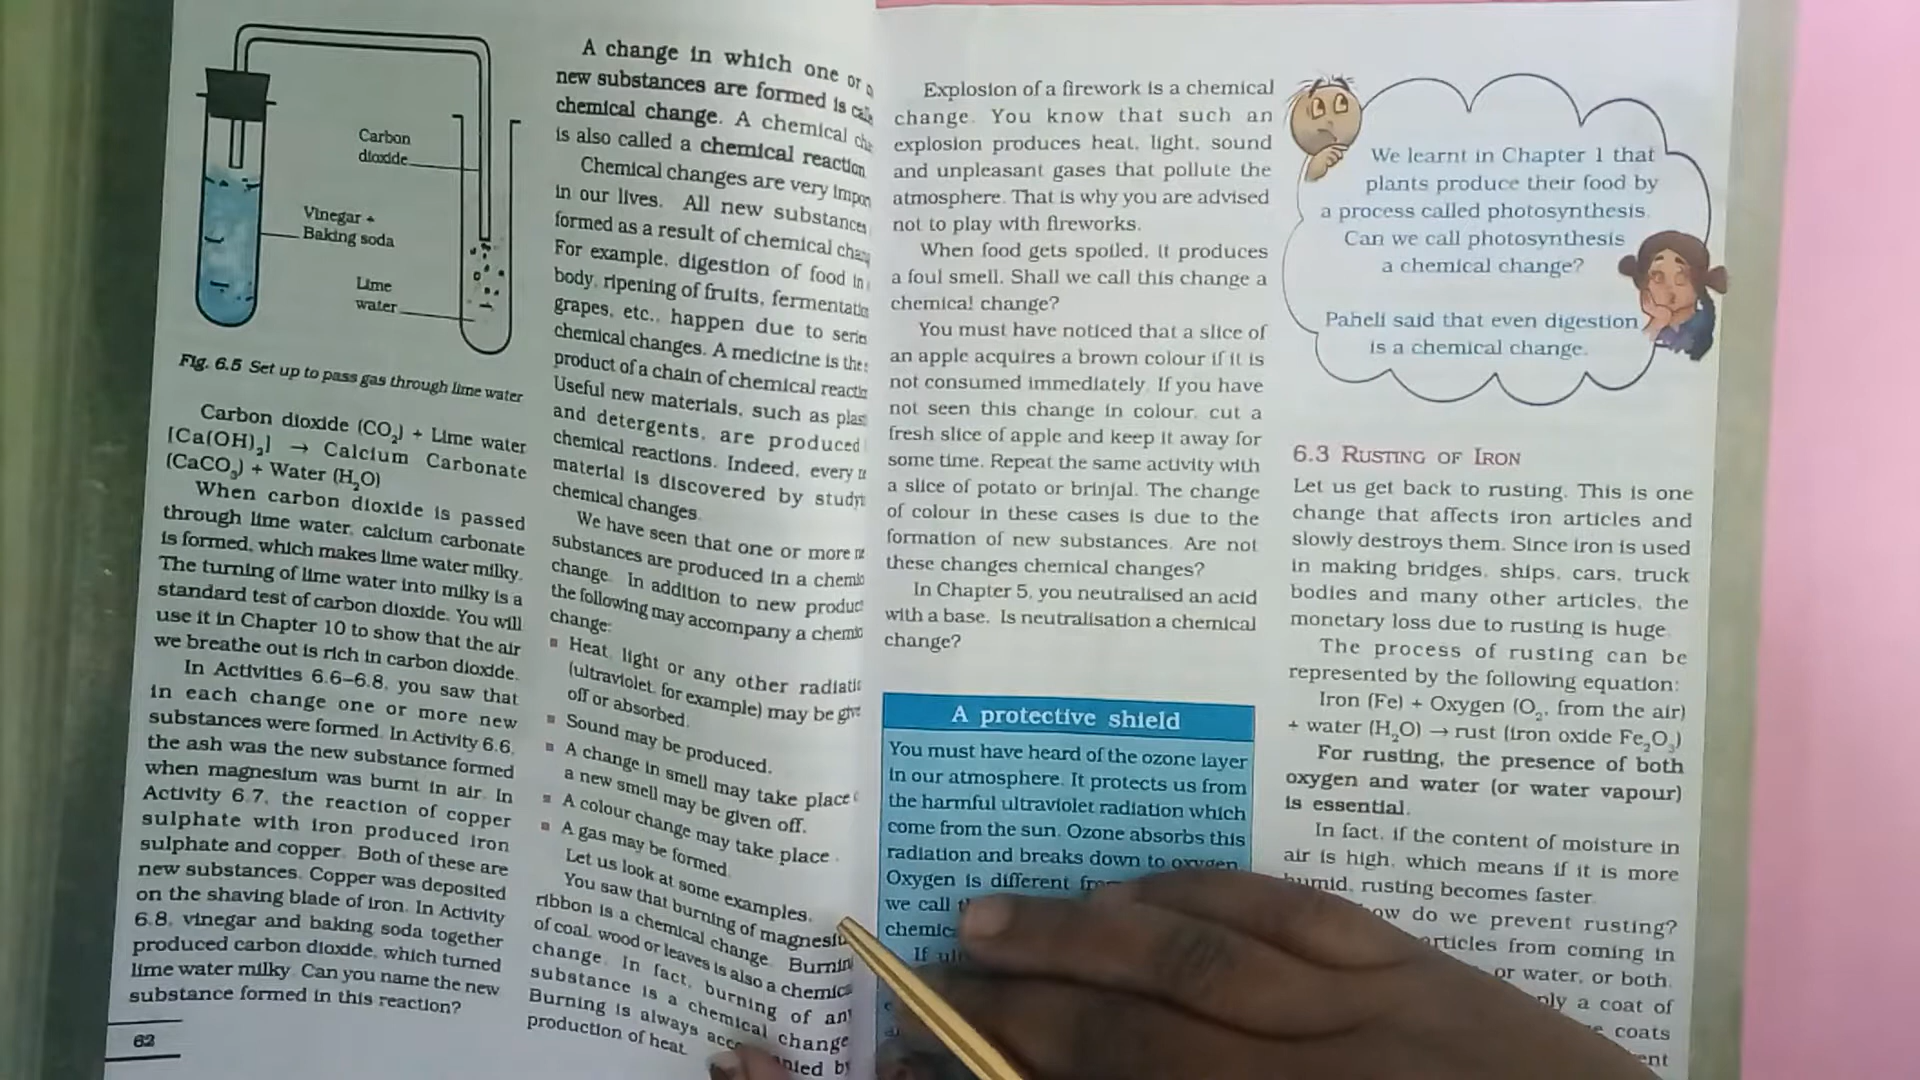 Carbon
dioxide
Vinegar +
Baking soda
Lime
water
Fig. 6.5 Set up to pass gas through lime water
Carbon dioxide (CO₂) + Lime water
[Ca(OH)₂] → Calcium Carbonate
(CaCO₃) + Water (H₂O)
When carbon dioxide is passed
through lime water, calcium carbonate
is formed, which makes lime water milky.
The turning of lime water into milky is a
standard test of carbon dioxide. You will
use it in Chapter 10 to show that the air
we breathe out is rich in carbon dioxide.
In Activities 6.6–6.8, you saw that
in each change one or more new
substances were formed. In Activity 6.6,
the ash was the new substance formed
when magnesium was burnt in air. In
Activity 6.7, the reaction of copper
sulphate with iron produced iron
sulphate and copper. Both of these are
new substances. Copper was deposited
on the shaving blade of iron. In Activity
6.8, vinegar and baking soda together
produced carbon dioxide, which turned
lime water milky. Can you name the new
substance formed in this reaction?
62
A change in which one or
new substances are formed is
chemical change. A chemical
is also called a chemical reaction
Chemical changes are very
in our lives. All new substances
formed as a result of chemical
For example, digestion of food in
body, ripening of fruits,
grapes, etc., happen due to
chemical changes. A medicine is the
product of a chain of chemical
Useful new materials, such as
and detergents, are produced
chemical reactions. Indeed, every
material is discovered by
chemical changes.
We have seen that one or more
substances are produced in a
change. In addition to new
the following may accompany a
change:
▪ Heat, light or any other
(ultraviolet, for example) may be
off or absorbed.
▪ Sound may be produced.
▪ A change in smell may take place
a new smell may be given off.
▪ A colour change may take place.
▪ A gas may be formed.
Let us look at some examples.
You saw that burning of
ribbon is a chemical change.
of coal, wood or leaves is also a
change. In fact, burning of
substance is a chemical change
Burning is always by
production of heat.
Explosion of a firework is a chemical
change. You know that such an
explosion produces heat, light, sound
and unpleasant gases that pollute the
atmosphere. That is why you are advised
not to play with fireworks.
When food gets spoiled, it produces
a foul smell. Shall we call this change a
chemical change?
You must have noticed that a slice of
an apple acquires a brown colour if it is
not consumed immediately. If you have
not seen this change in colour, cut a
fresh slice of apple and keep it away for
some time. Repeat the same activity with
a slice of potato or brinjal. The change
of colour in these cases is due to the
formation of new substances. Are not
these changes chemical changes?
In Chapter 5, you neutralised an acid
with a base. Is neutralisation a chemical
change?
A protective shield
You must have heard of the ozone layer
in our atmosphere. It protects us from
the harmful ultraviolet radiation which
come from the sun. Ozone absorbs this
radiation and breaks down to oxygen.
Oxygen is different
we call
If
We learnt in Chapter 1 that
plants produce their food by
a process called photosynthesis.
Can we call photosynthesis
a chemical change?
Paheli said that even digestion
is a chemical change.
6.3 RUSTING OF IRON
Let us get back to rusting. This is one
change that affects iron articles and
slowly destroys them. Since iron is used
in making bridges, ships, cars, truck
bodies and many other articles, the
monetary loss due to rusting is huge.
The process of rusting can be
represented by the following equation:
Iron (Fe) + Oxygen (O₂, from the air)
+ water (H₂O) → rust (iron oxide Fe₂O₃)
For rusting, the presence of both
oxygen and water (or water vapour)
is essential.
In fact, if the content of moisture in
air is high, which means if it is more
humid, rusting becomes faster.
how do we prevent rusting?
articles from coming in
or water, or both.
a coat of
coats